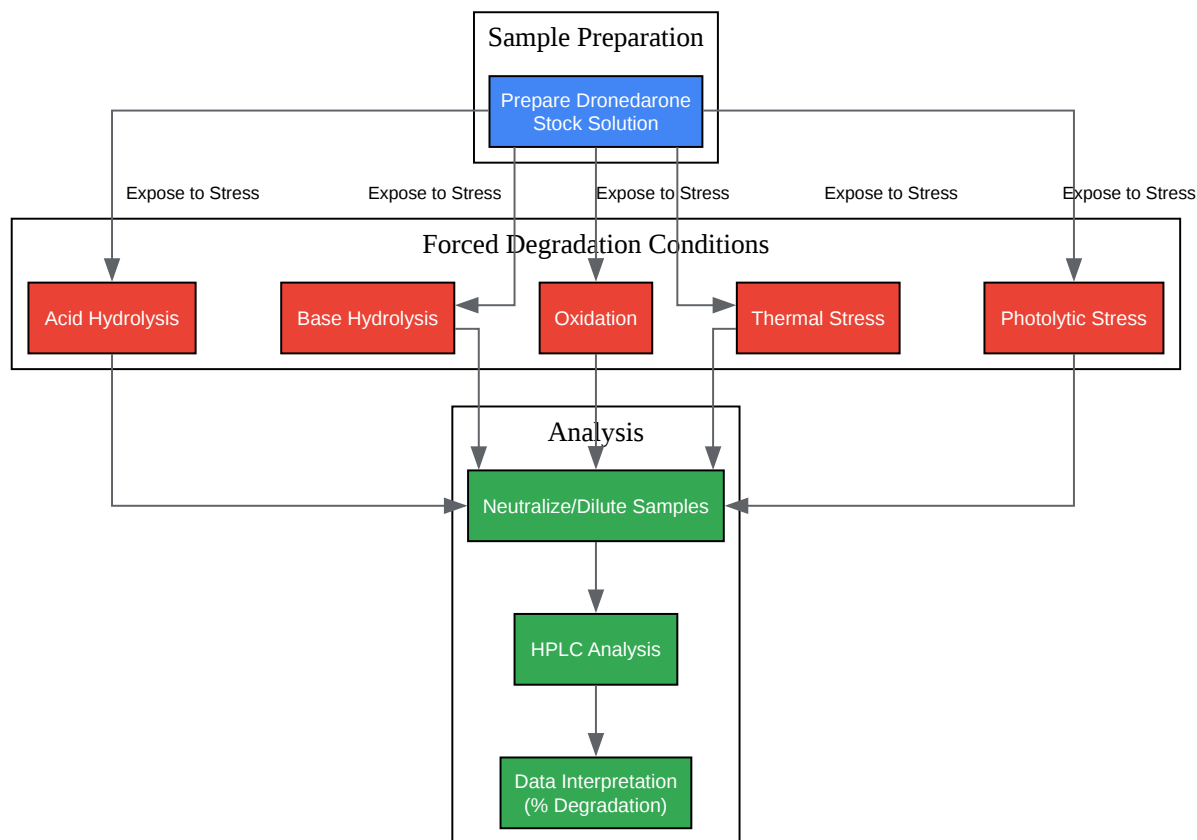 Sample Preparation
Prepare Dronedarone
Stock Solution
Expose to Stress
Expose to Stress
Expose to Stress
Expose to Stress
Expose to Stress
Forced Degradation Conditions
Acid Hydrolysis
Base Hydrolysis
Oxidation
Thermal Stress
Photolytic Stress
Analysis
Neutralize/Dilute Samples
HPLC Analysis
Data Interpretation
(% Degradation)